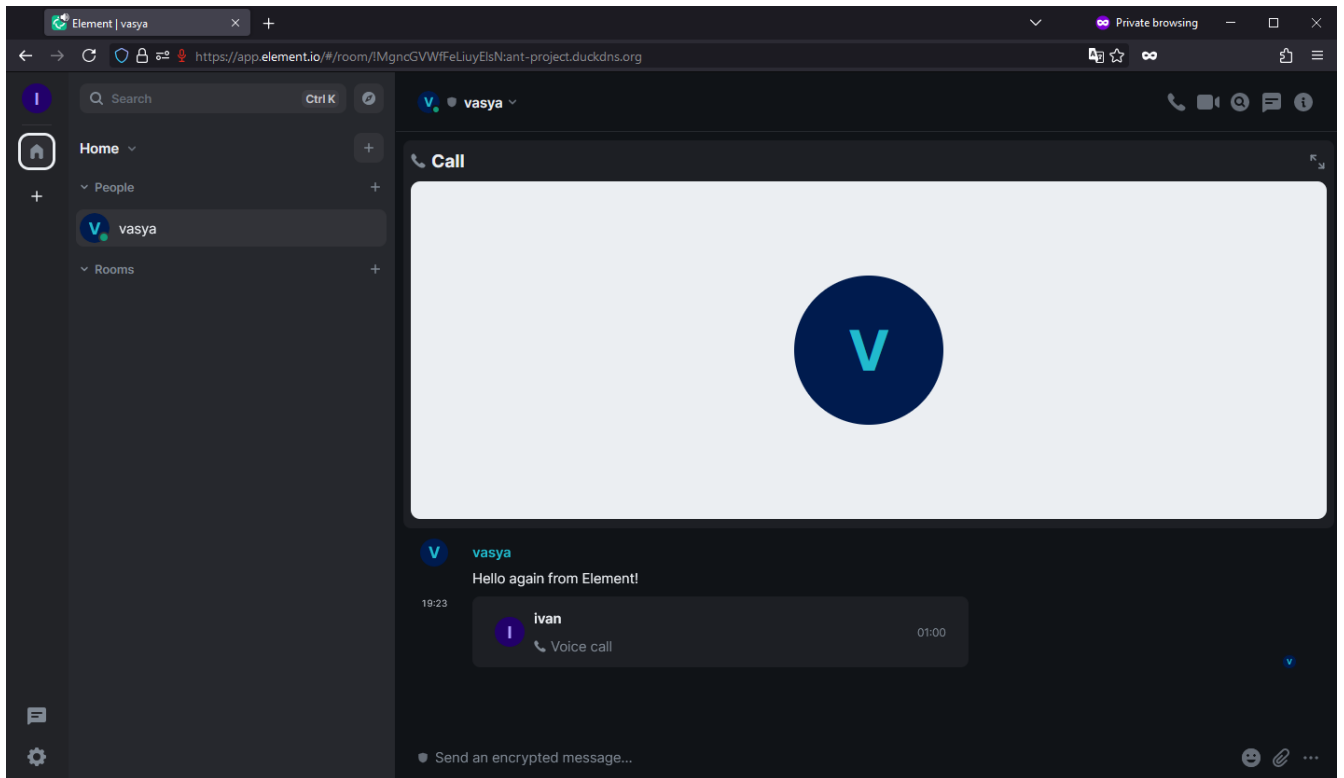 Element | vasya
Private browsing
https://app.element.io/#/room/!MgncGVWfFeLiuyElsN:ant-project.duckdns.org
I
Search
Ctrl K
V
vasya
Home
Call
People
V
vasya
Rooms
V
V
vasya
Hello again from Element!
19:23
I
ivan
Voice call
01:00
V
Send an encrypted message...